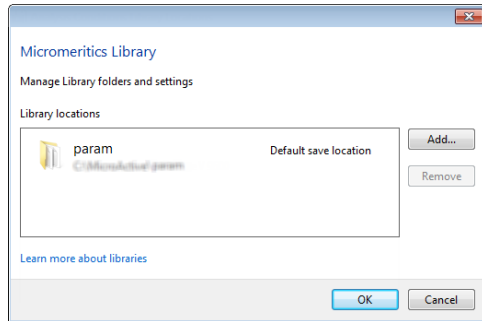 Micromeritics Library
Manage Library folders and settings
Library locations
param
Default save location
Add...
Remove
Learn more about libraries
OK
Cancel